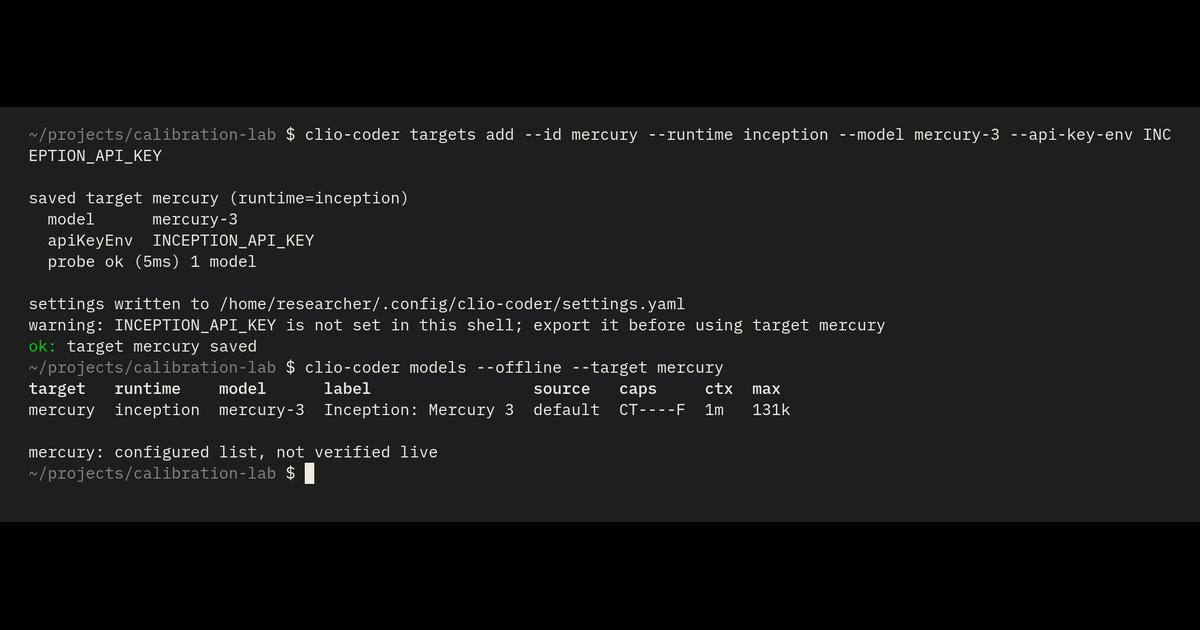 ~/projects/calibration-lab $ clio-coder targets add --id mercury --runtime inception --model mercury-3 --api-key-env INC
EPTION_API_KEY
saved target mercury (runtime=inception)
  model      mercury-3
  apiKeyEnv  INCEPTION_API_KEY
  probe ok (5ms) 1 model
settings written to /home/researcher/.config/clio-coder/settings.yaml
warning: INCEPTION_API_KEY is not set in this shell; export it before using target mercury
ok: target mercury saved
~/projects/calibration-lab $ clio-coder models --offline --target mercury
target   runtime    model      label                 source   caps     ctx  max
mercury  inception  mercury-3  Inception: Mercury 3  default  CT----F  1m   131k
mercury: configured list, not verified live
~/projects/calibration-lab $